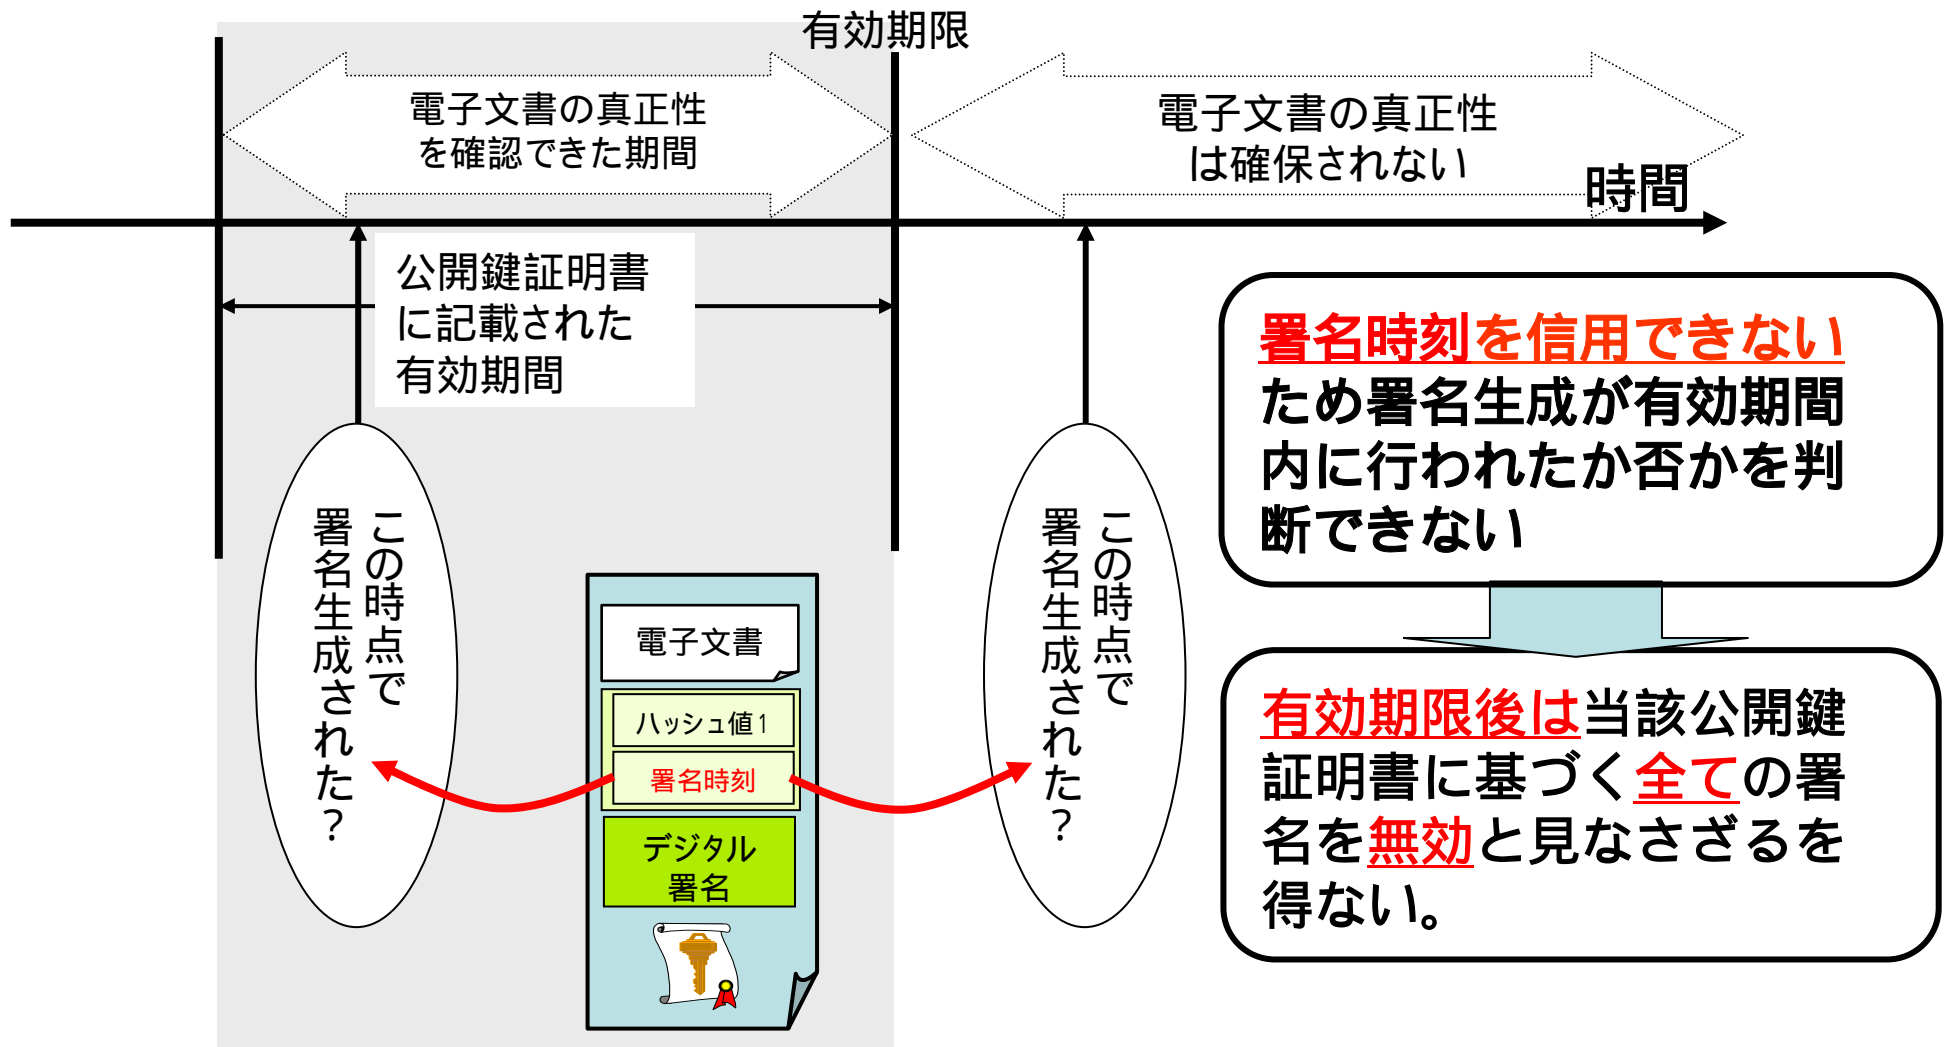 有効期限
電子文書の真正性
を確認できた期間
電子文書の真正性
は確保されない
時間
公開鍵証明書
に記載された
有効期間
この時点で
署名生成された?
電子文書
ハッシュ値1
署名時刻
デジタル
署名
この時点で
署名生成された?
署名時刻を信用できない
ため署名生成が有効期間
内に行われたか否かを判
断できない
有効期限後は当該公開鍵
証明書に基づく全ての署
名を無効と見なさざるを
得ない。